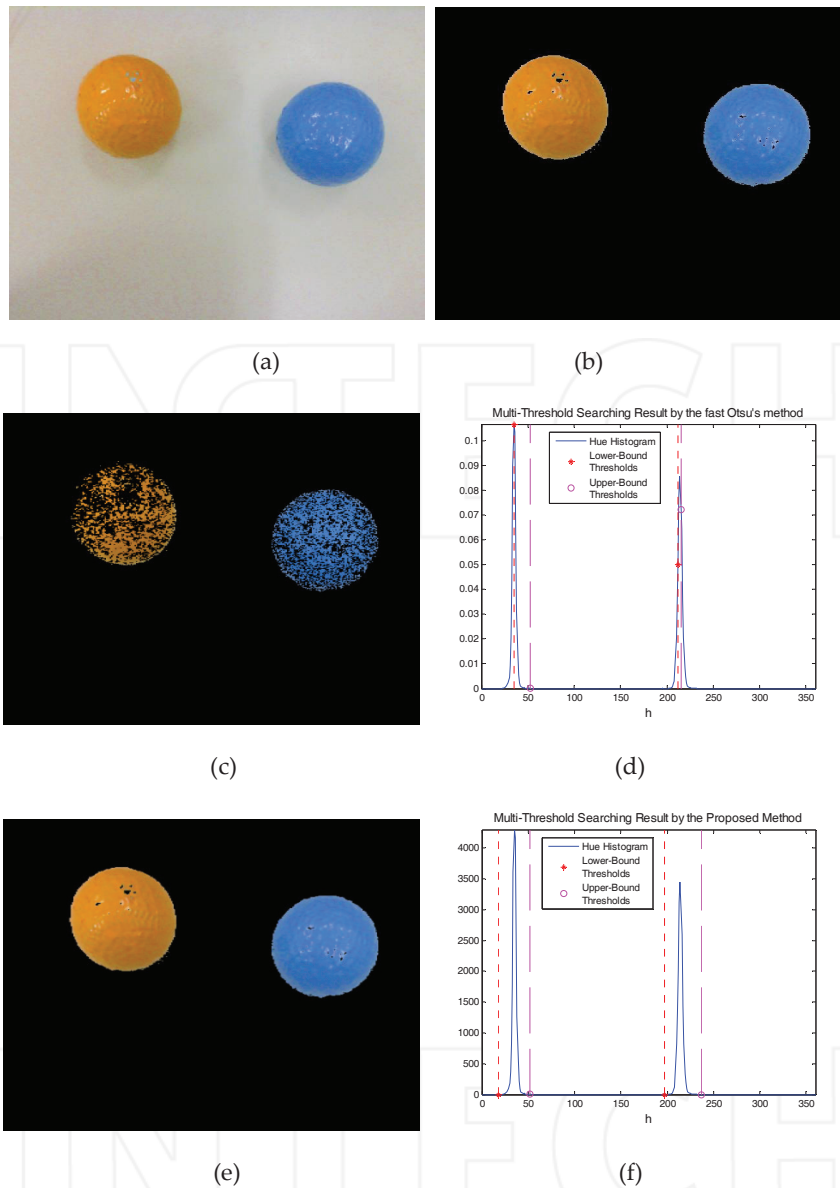 (a)
(b)
Multi-Threshold Searching Result by the fast Otsu's method
Hue Histogram
Lower-Bound
Thresholds
Upper-Bound
Thresholds
0.1
0.09
0.08
0.07
0.06
0.05
0.04
0.03
0.02
0.01
0
0 50 100 150 200 250 300 350
h
(c)
(d)
Multi-Threshold Searching Result by the Proposed Method
Hue Histogram
Lower-Bound
Thresholds
Upper-Bound
Thresholds
4000
3500
3000
2500
2000
1500
1000
500
0
0 50 100 150 200 250 300 350
h
(e)
(f)
INTECH
INTECH